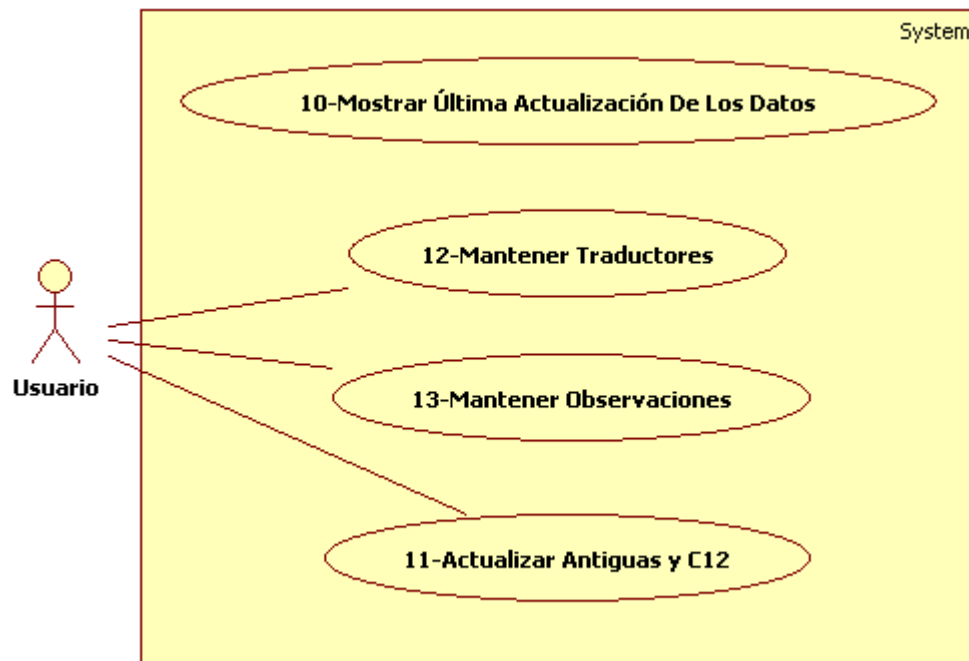 System
10-Mostrar Última Actualización De Los Datos
12-Mantener Traductores
Usuario
13-Mantener Observaciones
11-Actualizar Antiguas y C12